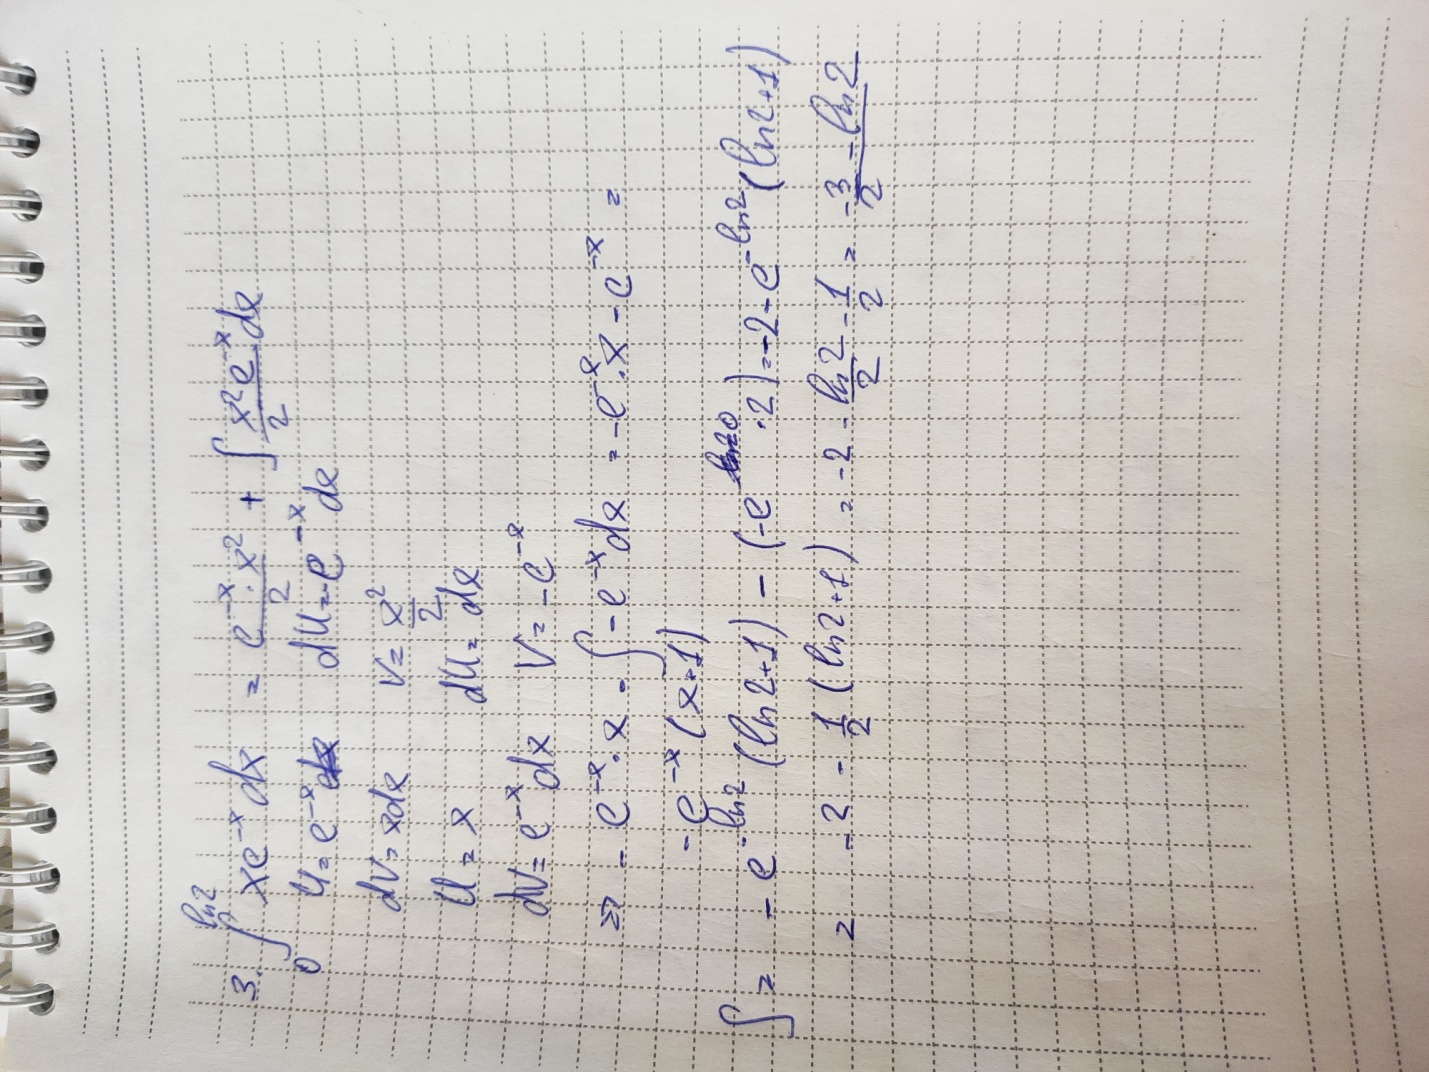 3. ∫₀^{ln2} xe^{-x}dx = e^{-x}·x²/2 + ∫ x²e^{-x}/2 dx
U=e^{-x} dU=-e^{-x}dx
dV=xdx V=x²/2
U=x dU=dx
dV=e^{-x}dx V=-e^{-x}
⇒ -e^{-x}·x - ∫-e^{-x}dx = -e^{-x}·x-e^{-x} =
-e^{-x}(x+1)
∫ = -e^{-ln2}(ln2+1) - (-e^{0}·2) = -2-e^{-ln2}(ln2+1)
= -2 - 1/2 (ln2+1) = -2 - ln2/2 - 1/2 = -3-ln2/2